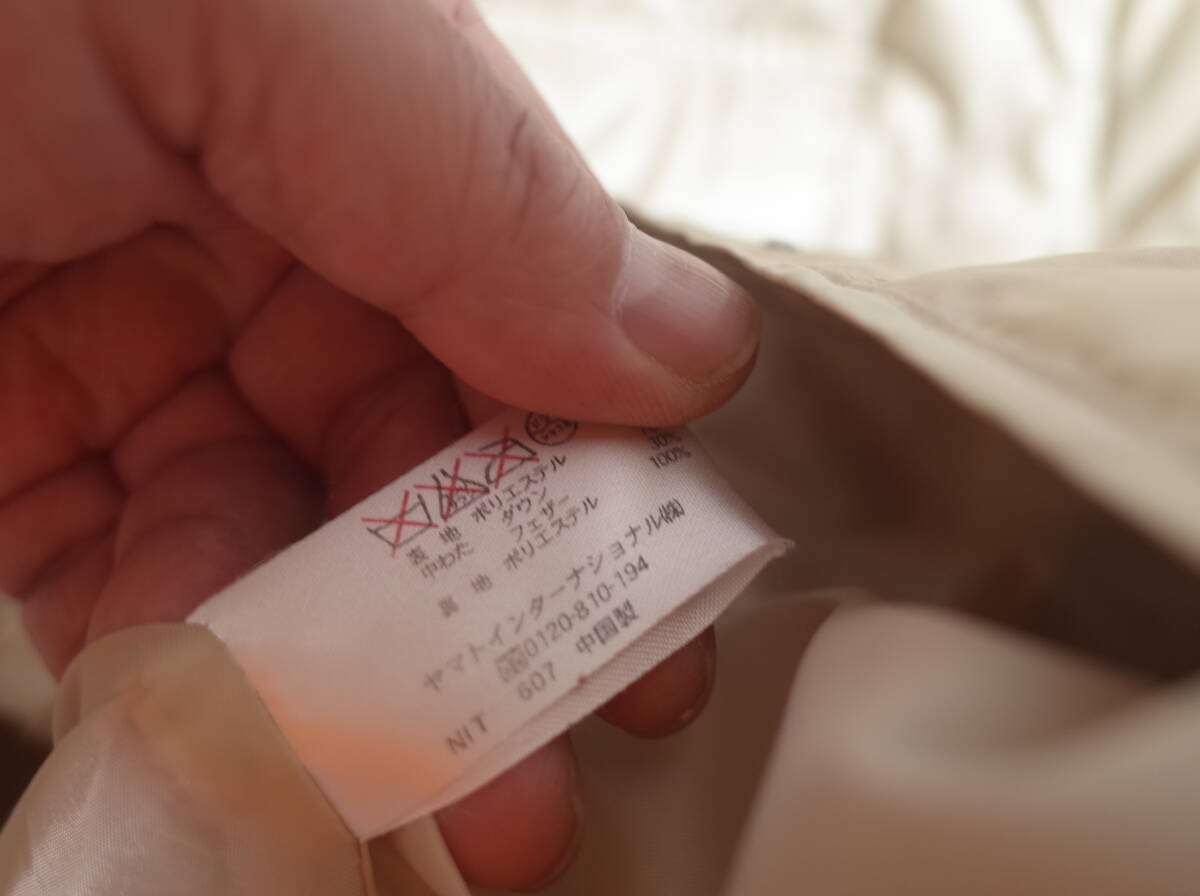 表 地 ポリエステル
中わた ダウン
フェザー 10%
裏 地 ポリエステル 100%
ヤマトインターナショナル㈱
0120-810-194
607 中国製
NIT